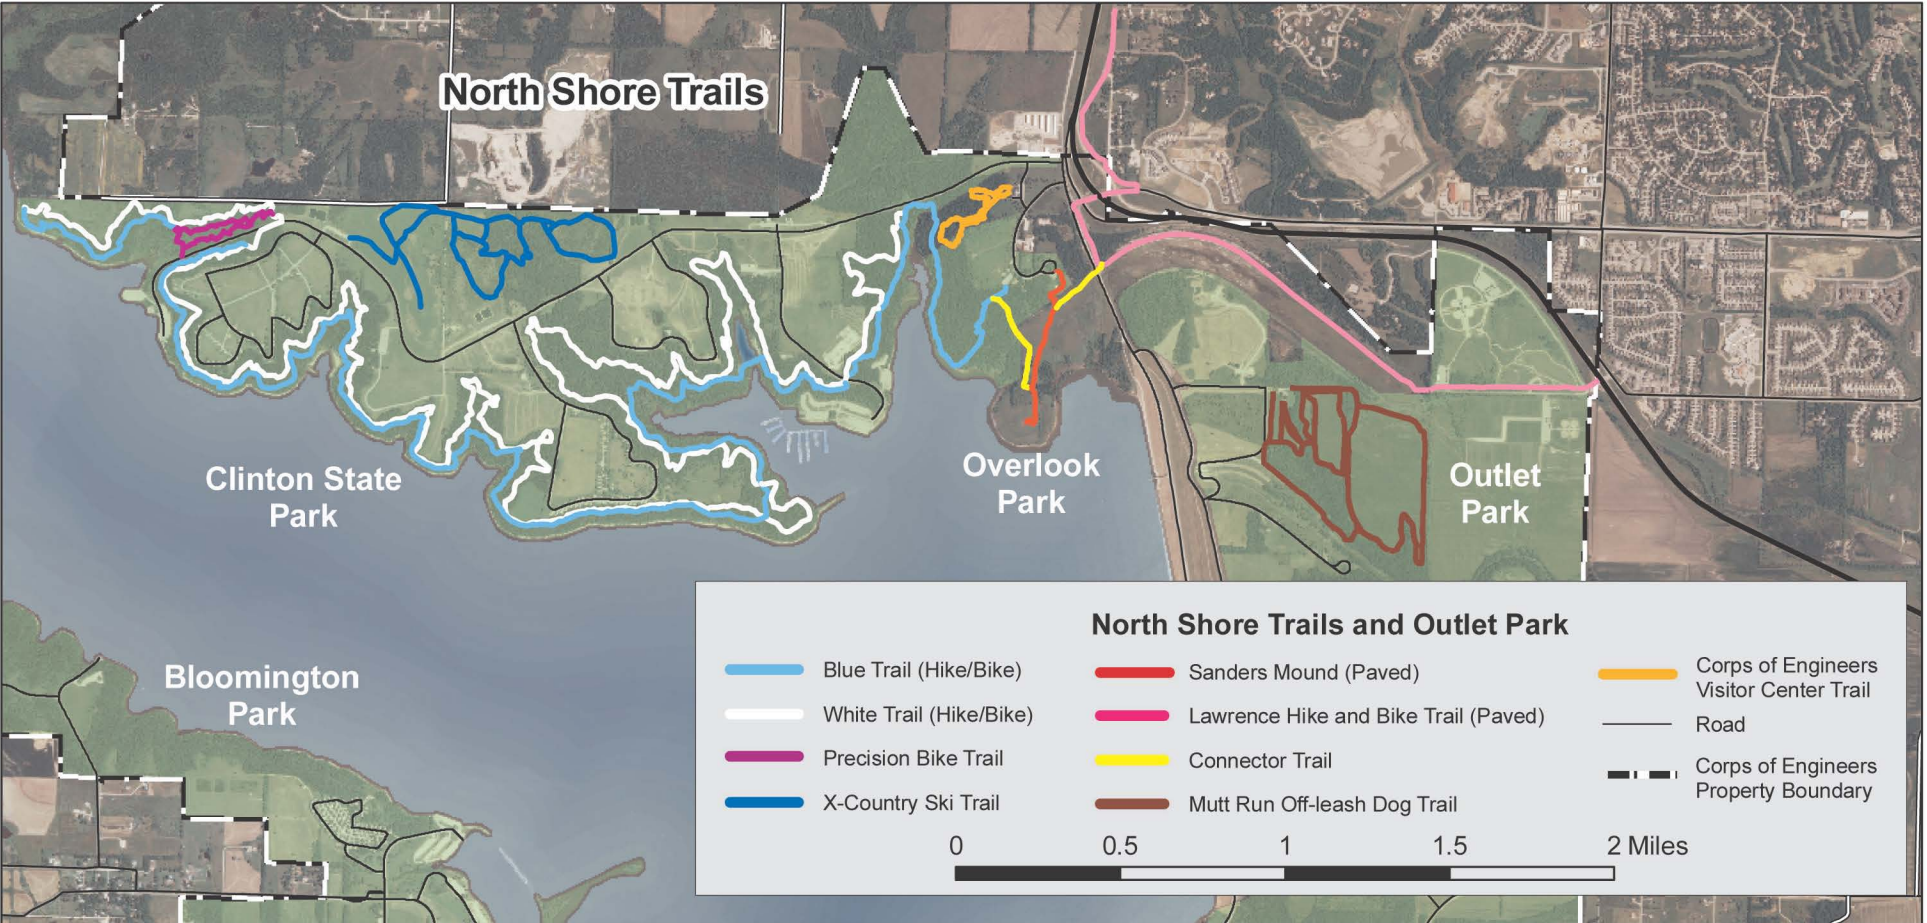 North Shore Trails
Clinton State
Park
Overlook
Park
Outlet
Park
Bloomington
Park
North Shore Trails and Outlet Park
Blue Trail (Hike/Bike)
White Trail (Hike/Bike)
Precision Bike Trail
X-Country Ski Trail
Sanders Mound (Paved)
Lawrence Hike and Bike Trail (Paved)
Connector Trail
Mutt Run Off-leash Dog Trail
Corps of Engineers
Visitor Center Trail
Road
Corps of Engineers
Property Boundary
0 0.5 1 1.5 2 Miles